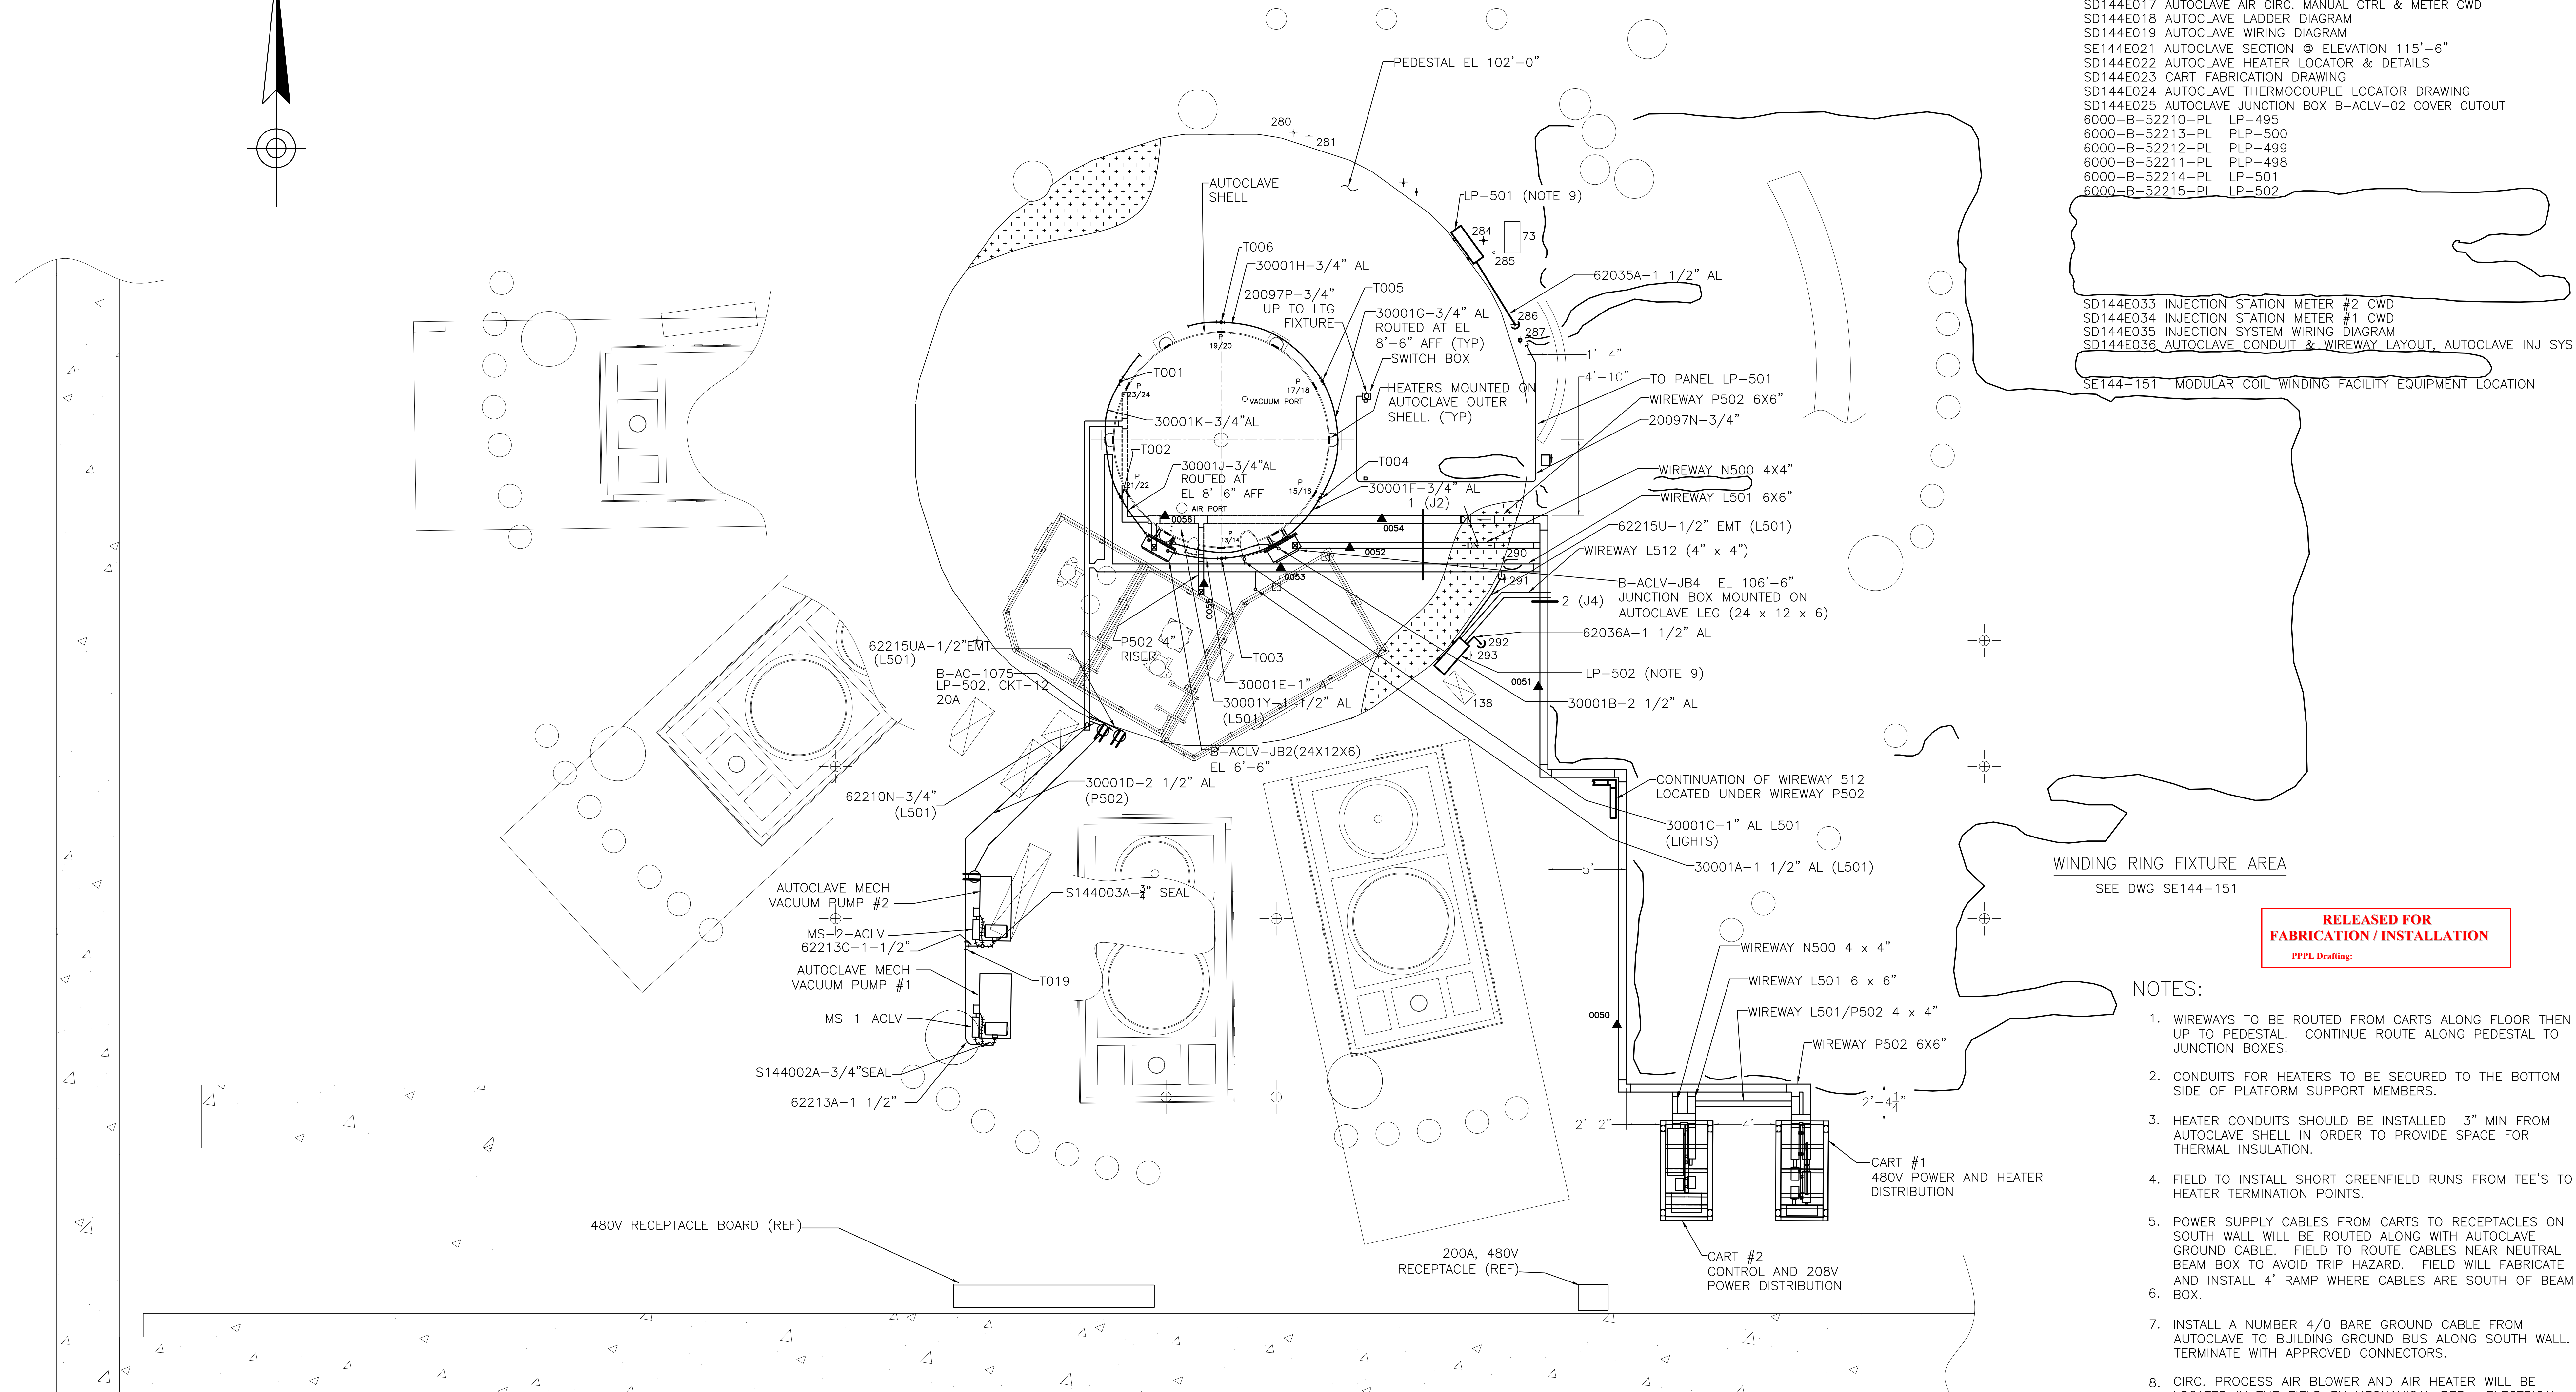 SD144E017 AUTOCLAVE AIR CIRC. MANUAL CTRL & METER CWD
SD144E018 AUTOCLAVE LADDER DIAGRAM
SD144E019 AUTOCLAVE WIRING DIAGRAM
SE144E021 AUTOCLAVE SECTION @ ELEVATION 115'-6"
SD144E022 AUTOCLAVE HEATER LOCATOR & DETAILS
SD144E023 CART FABRICATION DRAWING
SD144E024 AUTOCLAVE THERMOCOUPLE LOCATOR DRAWING
SD144E025 AUTOCLAVE JUNCTION BOX B-ACLV-02 COVER CUTOUT
6000-B-52210-PL LP-495
6000-B-52213-PL PLP-500
6000-B-52212-PL PLP-499
6000-B-52211-PL PLP-498
6000-B-52214-PL LP-501
6000-B-52215-PL LP-502
SD144E033 INJECTION STATION METER #2 CWD
SD144E034 INJECTION STATION METER #1 CWD
SD144E035 INJECTION SYSTEM WIRING DIAGRAM
SD144E036 AUTOCLAVE CONDUIT & WIREWAY LAYOUT, AUTOCLAVE INJ SYS
SE144-151 MODULAR COIL WINDING FACILITY EQUIPMENT LOCATION
PEDESTAL EL 102'-0"
280
281
AUTOCLAVE
SHELL
LP-501 (NOTE 9)
284
73
285
T006
30001H-3/4" AL
62035A-1 1/2" AL
20097P-3/4"
UP TO LTG
FIXTURE
T005
30001G-3/4" AL
ROUTED AT EL
8'-6" AFF (TYP)
SWITCH BOX
286
287
P
19/20
1'-4"
T001
P
23/24
P
17/18
HEATERS MOUNTED ON
AUTOCLAVE OUTER
SHELL. (TYP)
4'-10"
TO PANEL LP-501
WIREWAY P502 6X6"
VACUUM PORT
20097N-3/4"
30001K-3/4"AL
T002
30001J-3/4"AL
ROUTED AT
EL 8'-6" AFF
T004
WIREWAY N500 4X4"
P
21/22
P
15/16
30001F-3/4" AL
1 (J2)
WIREWAY L501 6X6"
AIR PORT
0056
0054
DN
62215U-1/2" EMT (L501)
P
13/14
0052
DN
290
WIREWAY L512 (4" x 4")
0053
291
0055
B-ACLV-JB4 EL 106'-6"
JUNCTION BOX MOUNTED ON
AUTOCLAVE LEG (24 x 12 x 6)
2 (J4)
62036A-1 1/2" AL
62215UA-1/2"EMT
(L501)
P502 4"
RISER
T003
292
293
B-AC-1075
LP-502, CKT-12
20A
LP-502 (NOTE 9)
30001E-1" AL
0051
30001Y-1 1/2" AL
(L501)
138
30001B-2 1/2" AL
B-ACLV-JB2(24X12X6)
EL 6'-6"
30001D-2 1/2" AL
(P502)
62210N-3/4"
(L501)
CONTINUATION OF WIREWAY 512
LOCATED UNDER WIREWAY P502
30001C-1" AL L501
(LIGHTS)
30001A-1 1/2" AL (L501)
5'
WINDING RING FIXTURE AREA
SEE DWG SE144-151
AUTOCLAVE MECH
VACUUM PUMP #2
S144003A-3/4" SEAL
MS-2-ACLV
62213C-1-1/2"
AUTOCLAVE MECH
VACUUM PUMP #1
T019
MS-1-ACLV
S144002A-3/4"SEAL
62213A-1 1/2"
RELEASED FOR
FABRICATION / INSTALLATION
PPPL Drafting:
WIREWAY N500 4 x 4"
WIREWAY L501 6 x 6"
WIREWAY L501/P502 4 x 4"
0050
WIREWAY P502 6X6"
2'-4 1/4"
2'-2"
4'
CART #1
480V POWER AND HEATER
DISTRIBUTION
CART #2
CONTROL AND 208V
POWER DISTRIBUTION
480V RECEPTACLE BOARD (REF)
200A, 480V
RECEPTACLE (REF)
NOTES:
1. WIREWAYS TO BE ROUTED FROM CARTS ALONG FLOOR THEN
UP TO PEDESTAL. CONTINUE ROUTE ALONG PEDESTAL TO
JUNCTION BOXES.
2. CONDUITS FOR HEATERS TO BE SECURED TO THE BOTTOM
SIDE OF PLATFORM SUPPORT MEMBERS.
3. HEATER CONDUITS SHOULD BE INSTALLED 3" MIN FROM
AUTOCLAVE SHELL IN ORDER TO PROVIDE SPACE FOR
THERMAL INSULATION.
4. FIELD TO INSTALL SHORT GREENFIELD RUNS FROM TEE'S TO
HEATER TERMINATION POINTS.
5. POWER SUPPLY CABLES FROM CARTS TO RECEPTACLES ON
SOUTH WALL WILL BE ROUTED ALONG WITH AUTOCLAVE
GROUND CABLE. FIELD TO ROUTE CABLES NEAR NEUTRAL
BEAM BOX TO AVOID TRIP HAZARD. FIELD WILL FABRICATE
AND INSTALL 4' RAMP WHERE CABLES ARE SOUTH OF BEAM
6. BOX.
7. INSTALL A NUMBER 4/0 BARE GROUND CABLE FROM
AUTOCLAVE TO BUILDING GROUND BUS ALONG SOUTH WALL.
TERMINATE WITH APPROVED CONNECTORS.
8. CIRC. PROCESS AIR BLOWER AND AIR HEATER WILL BE